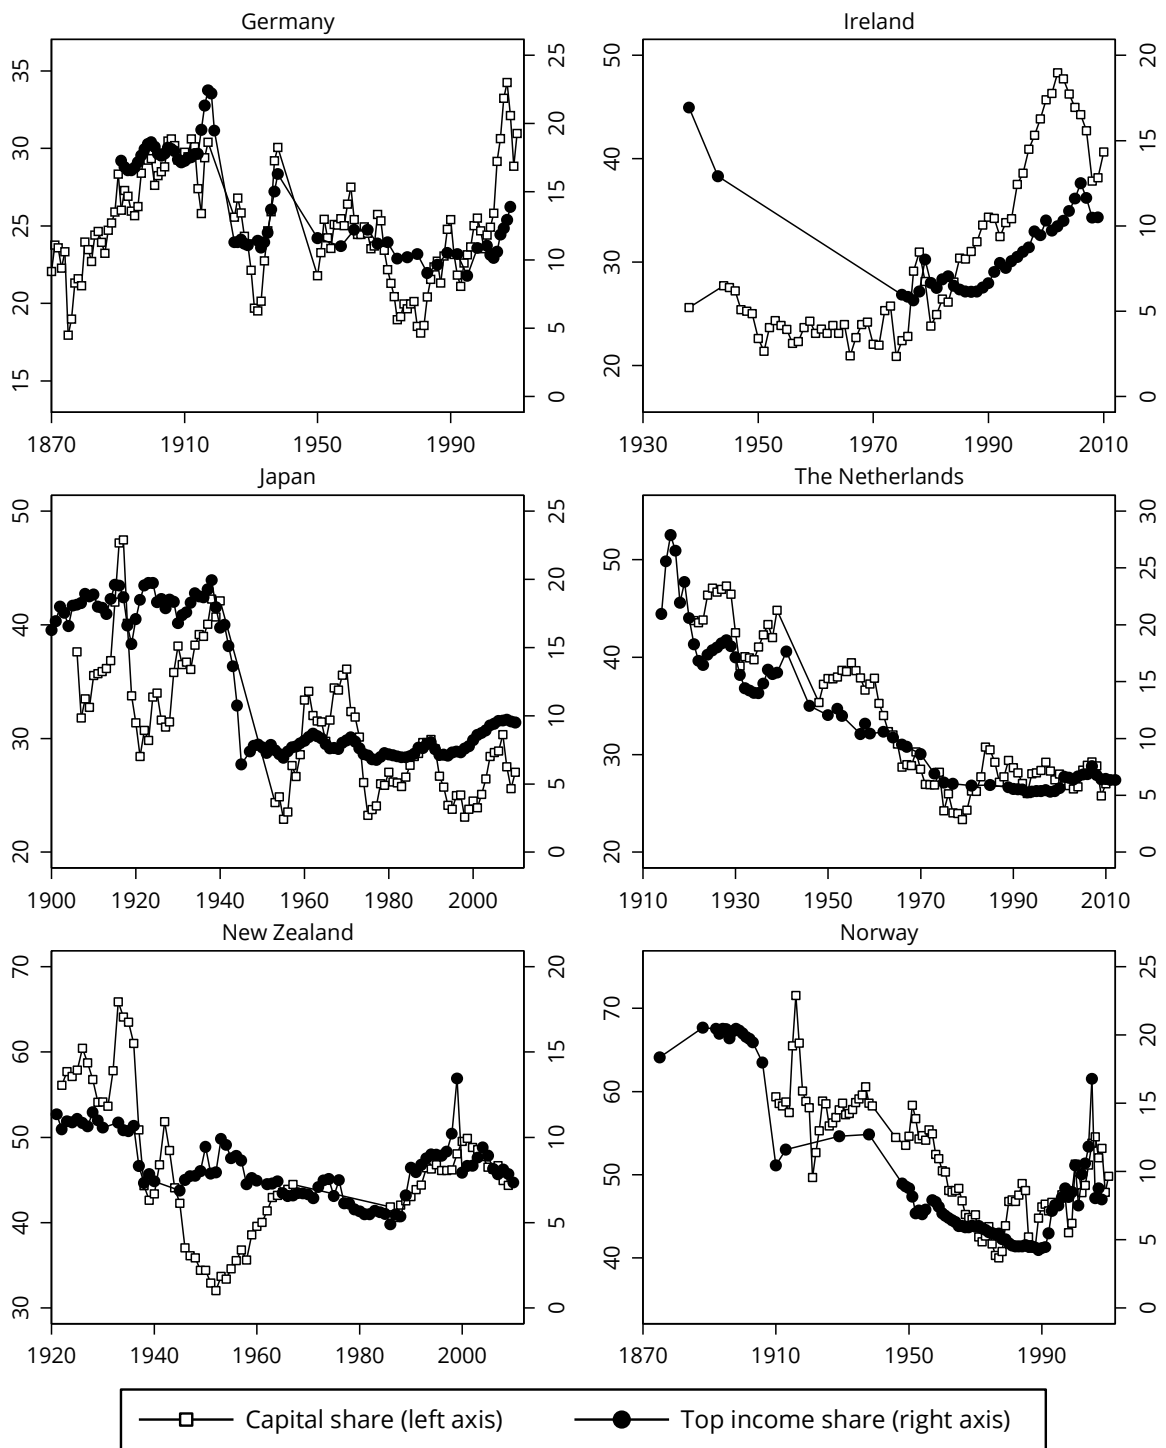 Germany
Ireland
15 20 25 30 35
0 5 10 15 20 25
20 30 40 50
0 5 10 15 20
1870 1910 1950 1990
1930 1950 1970 1990 2010
Japan
The Netherlands
20 30 40 50
0 5 10 15 20 25
20 30 40 50
0 5 10 15 20 25 30
1900 1920 1940 1960 1980 2000
1910 1930 1950 1970 1990 2010
New Zealand
Norway
30 40 50 60 70
0 5 10 15 20
40 50 60 70
0 5 10 15 20 25
1920 1940 1960 1980 2000
1870 1910 1950 1990
Capital share (left axis)
Top income share (right axis)